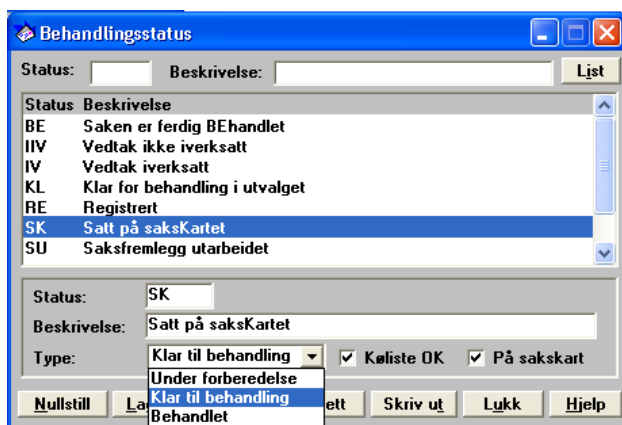 Behandlingsstatus
Status: Beskrivelse: List
Status Beskrivelse
BE Saken er ferdig BEhandlet
IIV Vedtak ikke iverksatt
IV Vedtak iverksatt
KL Klar for behandling i utvalget
RE Registrert
SK Satt på saksKartet
SU Saksfremlegg utarbeidet
Status: SK
Beskrivelse: Satt på saksKartet
Type: Klar til behandling Køliste OK På sakskart
Under forberedelse
Nullstill Klar til behandling Skriv ut Lukk Hjelp
Behandlet